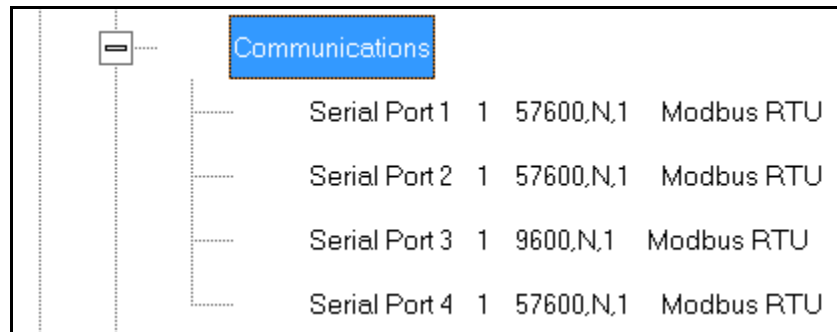 Communications
Serial Port 1 1 57600,N,1 Modbus RTU
Serial Port 2 1 57600,N,1 Modbus RTU
Serial Port 3 1 9600,N,1 Modbus RTU
Serial Port 4 1 57600,N,1 Modbus RTU